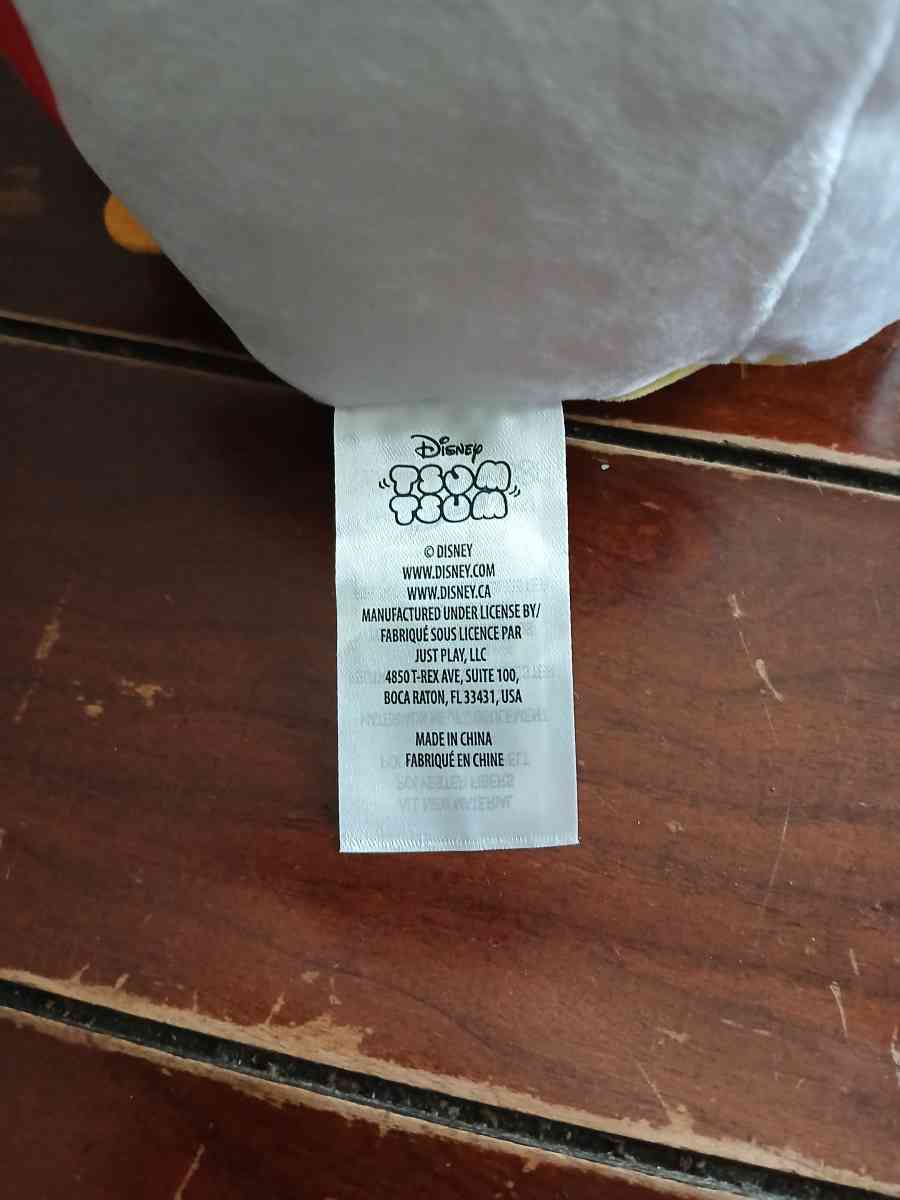 Disney
TSUM
TSUM
© DISNEY
WWW.DISNEY.COM
WWW.DISNEY.CA
MANUFACTURED UNDER LICENSE BY/
FABRIQUÉ SOUS LICENCE PAR
JUST PLAY, LLC
4850 T-REX AVE, SUITE 100,
BOCA RATON, FL 33431, USA
MADE IN CHINA
FABRIQUÉ EN CHINE